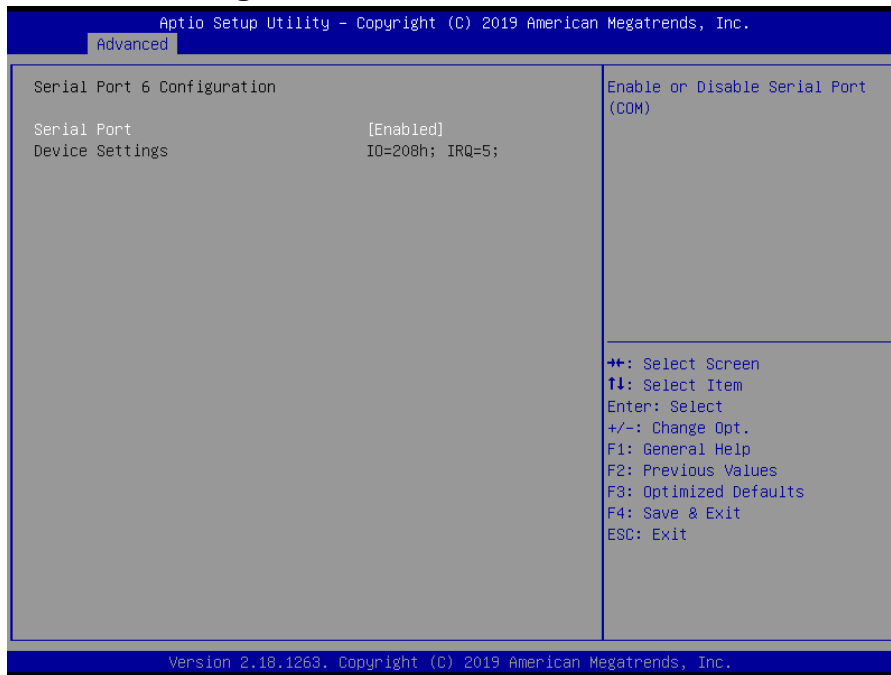 Aptio Setup Utility – Copyright (C) 2019 American Megatrends, Inc.
Advanced
Serial Port 6 Configuration
Serial Port [Enabled]
Device Settings IO=208h; IRQ=5;
Enable or Disable Serial Port
(COM)
→←: Select Screen
↑↓: Select Item
Enter: Select
+/-: Change Opt.
F1: General Help
F2: Previous Values
F3: Optimized Defaults
F4: Save & Exit
ESC: Exit
Version 2.18.1263. Copyright (C) 2019 American Megatrends, Inc.